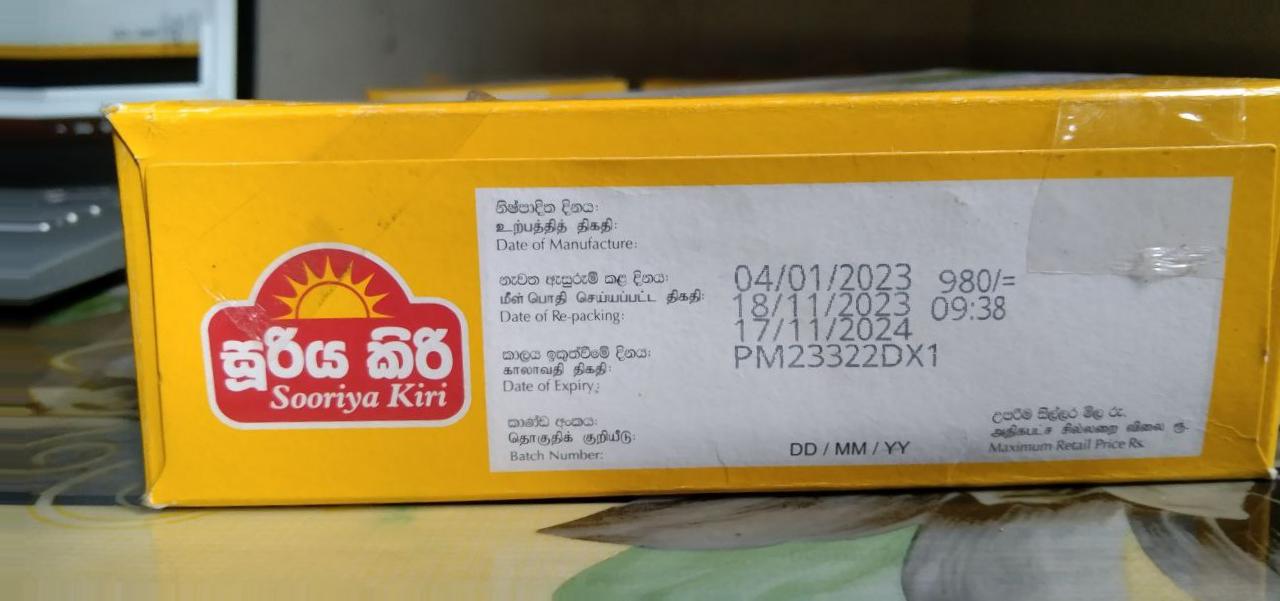 සූරිය කිරි
Sooriya Kiri
නිෂ්පාදිත දිනය:
உற்பத்தித் திகதி:
Date of Manufacture:
නැවත ඇසුරුම් කළ දිනය:
மீள் பொதி செய்யப்பட்ட திகதி:
Date of Re-packing:
කාලය ඉකුත්වීමේ දිනය:
காலாவதி திகதி:
Date of Expiry:
කාණ්ඩ අංකය:
தொகுதிக் குறியீடு:
Batch Number:
04/01/2023 980/=
18/11/2023 09:38
17/11/2024
PM23322DX1
DD / MM / YY
උපරිම සිල්ලර මිල රු.
அதிகபட்ச சில்லறை விலை ரூ.
Maximum Retail Price Rs.